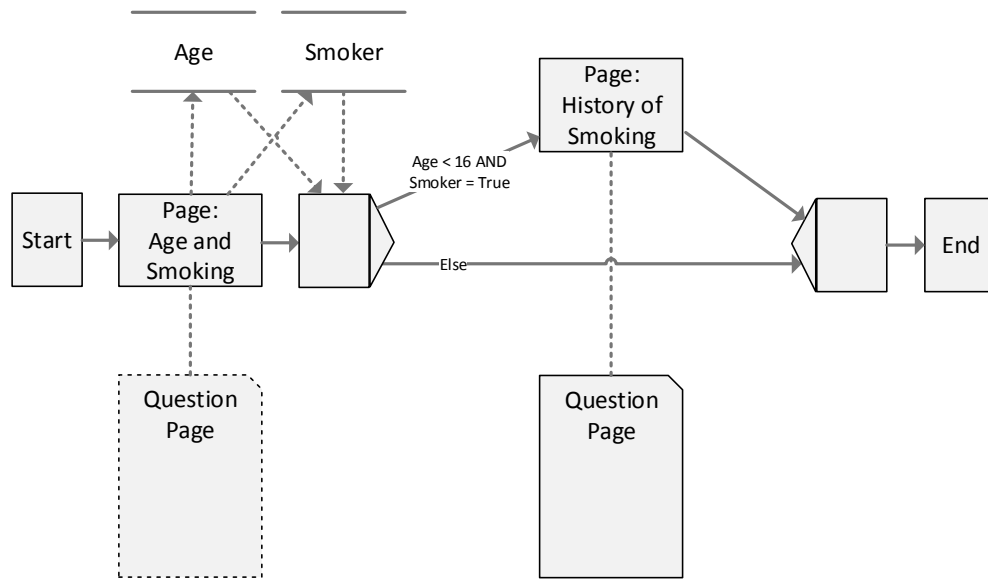 Age
Smoker
Page:
History of
Smoking
Age < 16 AND
Smoker = True
Start
Page:
Age and
Smoking
Else
End
Question
Page
Question
Page